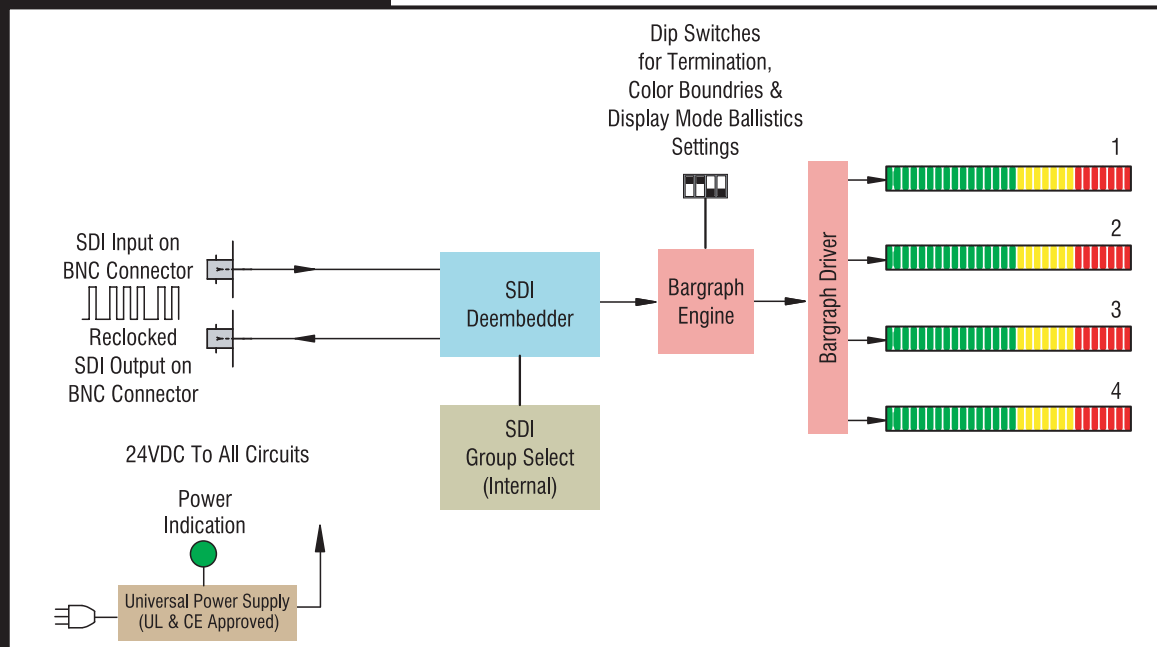 Dip Switches
for Termination,
Color Boundries &
Display Mode Ballistics
Settings
1
2
3
4
SDI Input on
BNC Connector
Reclocked
SDI Output on
BNC Connector
SDI
Deembedder
Bargraph
Engine
Bargraph Driver
SDI
Group Select
(Internal)
24VDC To All Circuits
Power
Indication
Universal Power Supply
(UL & CE Approved)